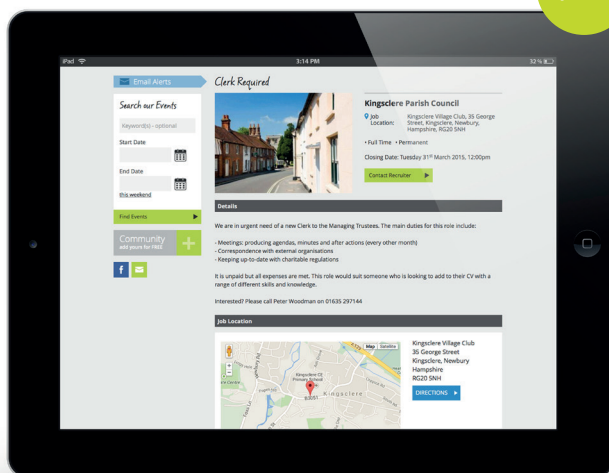 iPad
3:14 PM
32%
Email Alerts
Search our Events
Keyword(s) - optional
Start Date
End Date
this weekend
Find Events
Community
add yours for FREE
f
Clerk Required
Kingsclere Parish Council
Job Location:
Kingsclere Village Club, 35 George
Street, Kingsclere, Newbury,
Hampshire, RG20 5NH
• Full Time • Permanent
Closing Date: Tuesday 31st March 2015, 12:00pm
Contact Recruiter
Details
We are in urgent need of a new Clerk to the Managing Trustees. The main duties for this role include:
- Meetings: producing agendas, minutes and after actions (every other month)
- Correspondence with external organisations
- Keeping up-to-date with charitable regulations
It is unpaid but all expenses are met. This role would suit someone who is looking to add to their CV with a
range of different skills and knowledge.
Interested? Please call Peter Woodman on 01635 297144
Job Location
Map
Satellite
Kingsclere CE
Primary School
Kingsclere
Kingsclere Village Club
35 George Street
Kingsclere, Newbury
Hampshire
RG20 5NH
DIRECTIONS